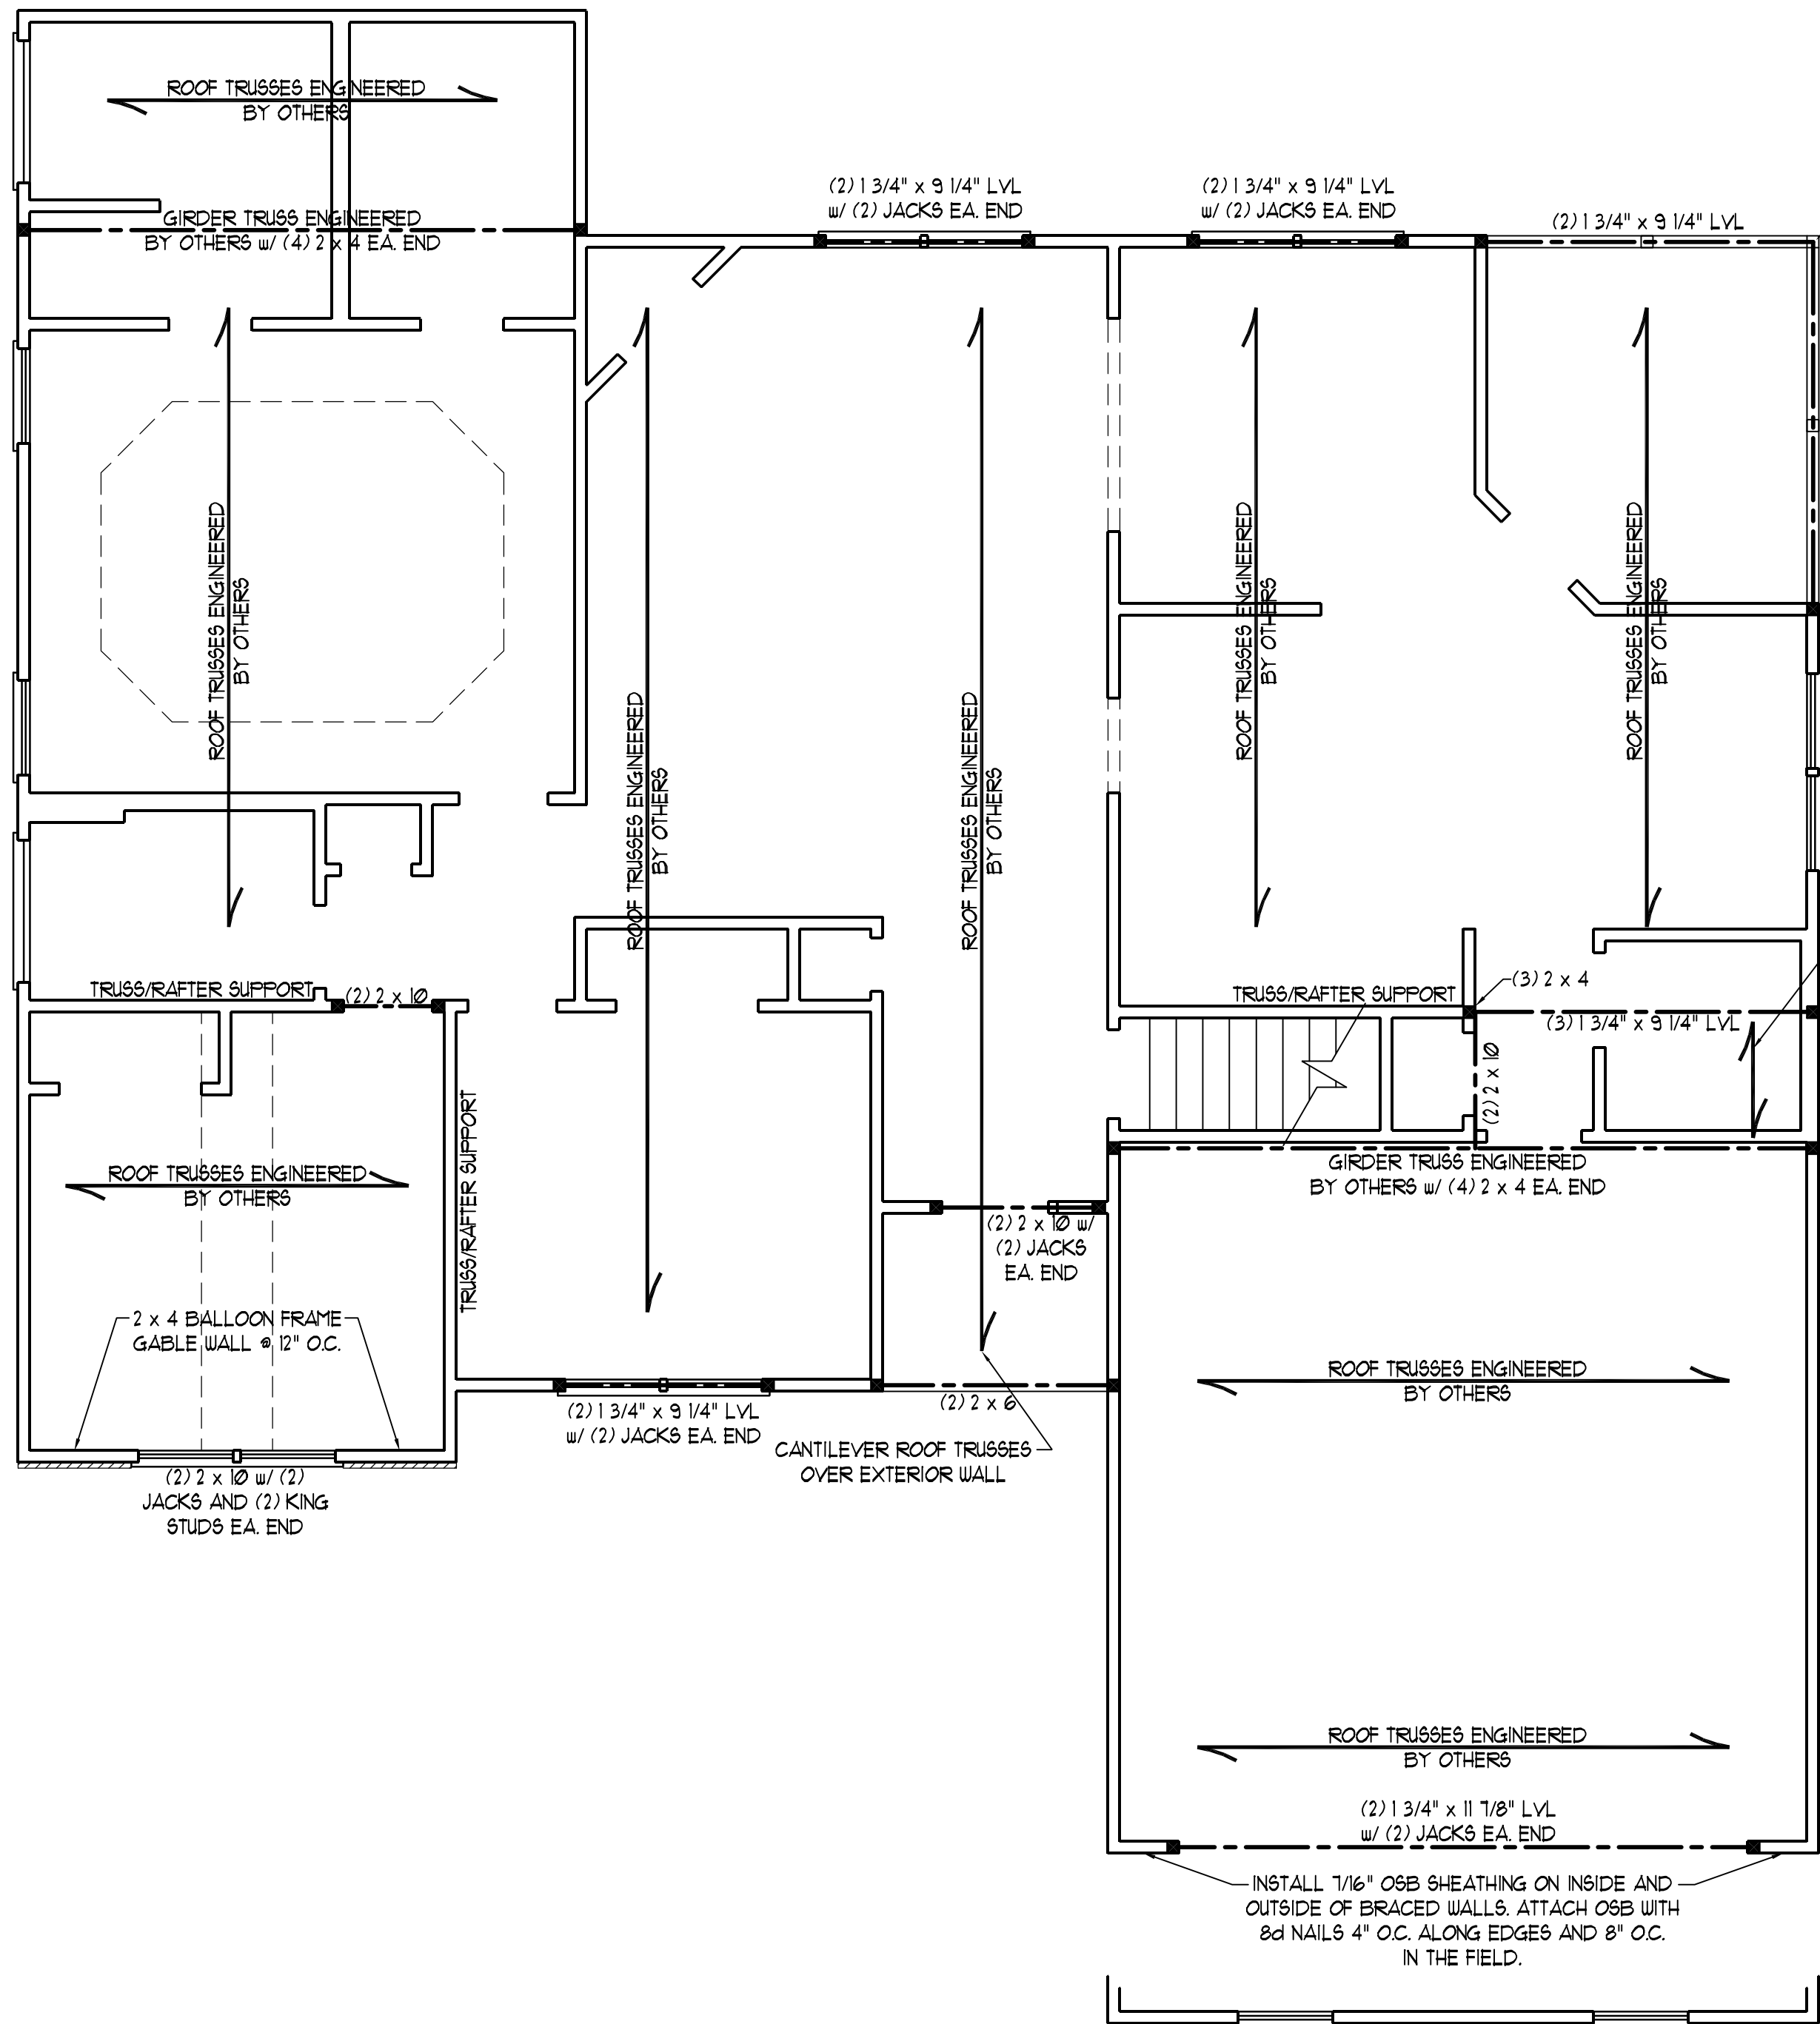 ROOF TRUSSES ENGINEERED
BY OTHERS
GIRDER TRUSS ENGINEERED
BY OTHERS w/ (4) 2 x 4 EA. END
(2) 1 3/4" x 9 1/4" LVL
w/ (2) JACKS EA. END
(2) 1 3/4" x 9 1/4" LVL
w/ (2) JACKS EA. END
(2) 1 3/4" x 9 1/4" LVL
ROOF TRUSSES ENGINEERED
BY OTHERS
ROOF TRUSSES ENGINEERED
BY OTHERS
ROOF TRUSSES ENGINEERED
BY OTHERS
ROOF TRUSSES ENGINEERED
BY OTHERS
ROOF TRUSSES ENGINEERED
BY OTHERS
TRUSS/RAFTER SUPPORT
(2) 2 x 10
TRUSS/RAFTER SUPPORT
(3) 2 x 4
(3) 1 3/4" x 9 1/4" LVL
(2) 2 x 10
TRUSS/RAFTER SUPPORT
ROOF TRUSSES ENGINEERED
BY OTHERS
GIRDER TRUSS ENGINEERED
BY OTHERS w/ (4) 2 x 4 EA. END
(2) 2 x 10 w/
(2) JACKS
EA. END
2 x 4 BALLOON FRAME
GABLE WALL @ 12" O.C.
ROOF TRUSSES ENGINEERED
BY OTHERS
(2) 1 3/4" x 9 1/4" LVL
w/ (2) JACKS EA. END
(2) 2 x 6
CANTILEVER ROOF TRUSSES
OVER EXTERIOR WALL
(2) 2 x 10 w/ (2)
JACKS AND (2) KING
STUDS EA. END
ROOF TRUSSES ENGINEERED
BY OTHERS
(2) 1 3/4" x 11 7/8" LVL
w/ (2) JACKS EA. END
INSTALL 7/16" OSB SHEATHING ON INSIDE AND
OUTSIDE OF BRACED WALLS. ATTACH OSB WITH
8d NAILS 4" O.C. ALONG EDGES AND 8" O.C.
IN THE FIELD.